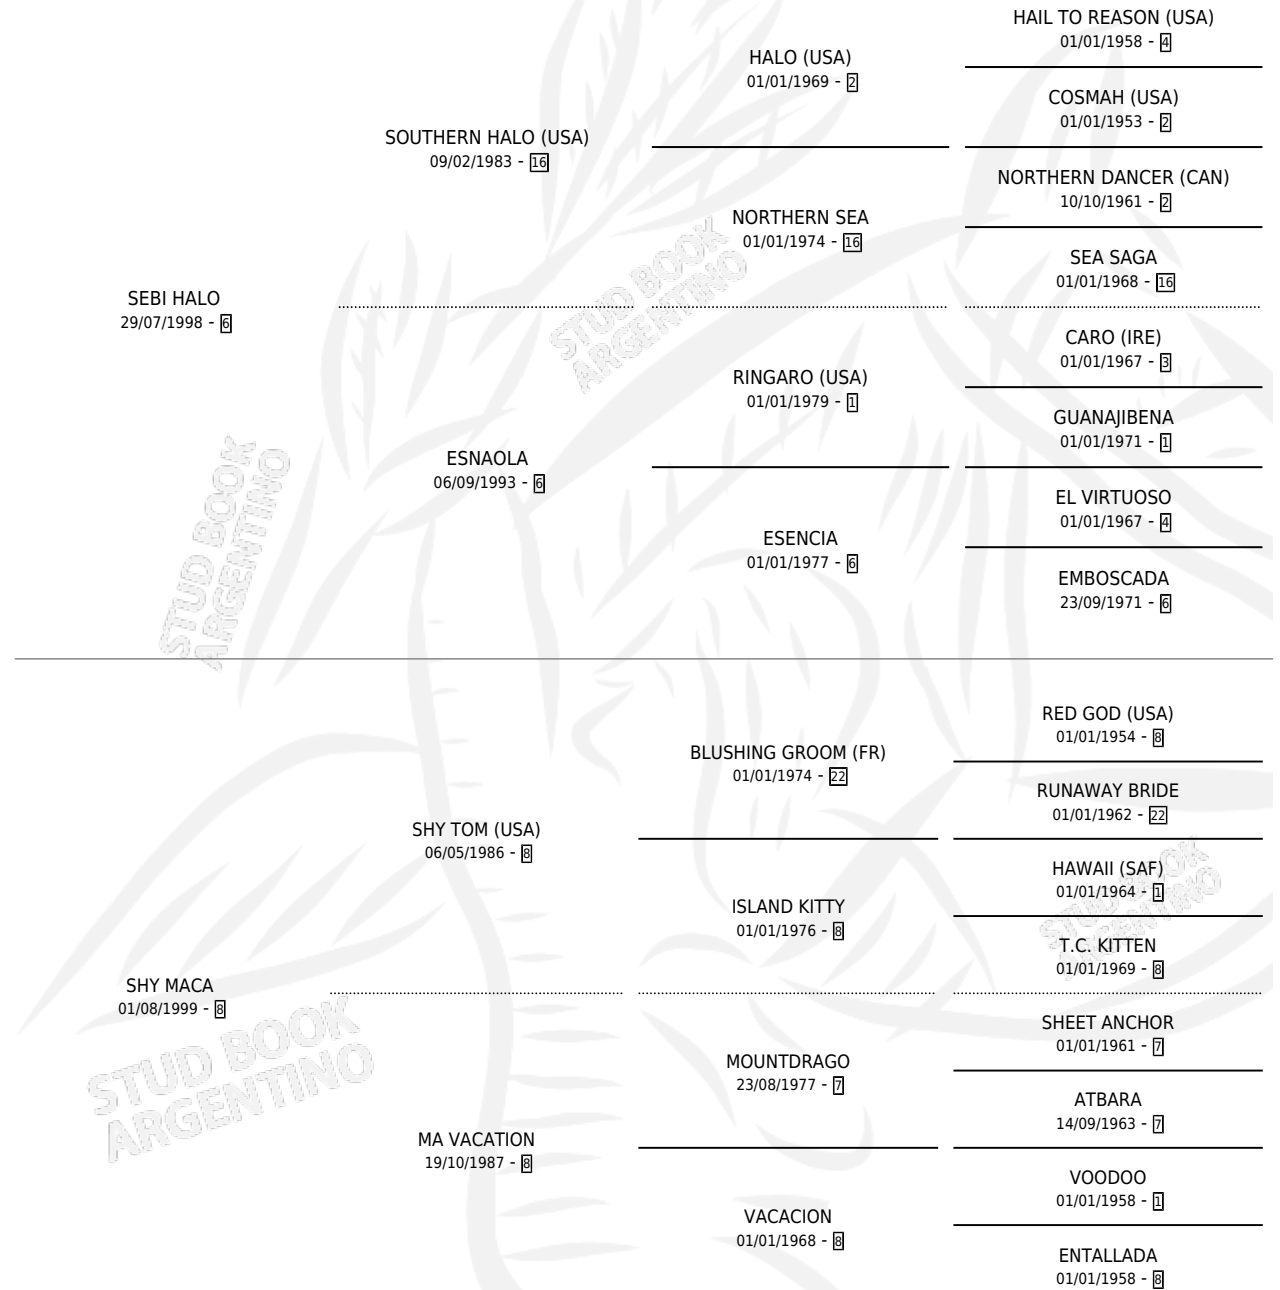 HAIL TO REASON (USA)
01/01/1958 - 4
HALO (USA)
01/01/1969 - 2
COSMAH (USA)
01/01/1953 - 2
SOUTHERN HALO (USA)
09/02/1983 - 16
NORTHERN DANCER (CAN)
10/10/1961 - 2
NORTHERN SEA
01/01/1974 - 16
SEA SAGA
01/01/1968 - 16
SEBI HALO
29/07/1998 - 6
STUD BOOK
ARGENTINO
CARO (IRE)
01/01/1967 - 3
RINGARO (USA)
01/01/1979 - 1
GUANAJIBENA
01/01/1971 - 1
ESNAOLA
06/09/1993 - 6
EL VIRTUOSO
01/01/1967 - 4
ESENCIA
01/01/1977 - 6
EMBOSCADA
23/09/1971 - 6
STUD BOOK
ARGENTINO
RED GOD (USA)
01/01/1954 - 8
BLUSHING GROOM (FR)
01/01/1974 - 22
RUNAWAY BRIDE
01/01/1962 - 22
SHY TOM (USA)
06/05/1986 - 8
HAWAII (SAF)
01/01/1964 - 1
ISLAND KITTY
01/01/1976 - 8
T.C. KITTEN
01/01/1969 - 8
STUD BOOK
ARGENTINO
SHY MACA
01/08/1999 - 8
SHEET ANCHOR
01/01/1961 - 7
MOUNTDRAGO
23/08/1977 - 7
ATBARA
14/09/1963 - 7
STUD BOOK
ARGENTINO
MA VACATION
19/10/1987 - 8
VOODOO
01/01/1958 - 1
VACACION
01/01/1968 - 8
ENTALLADA
01/01/1958 - 8